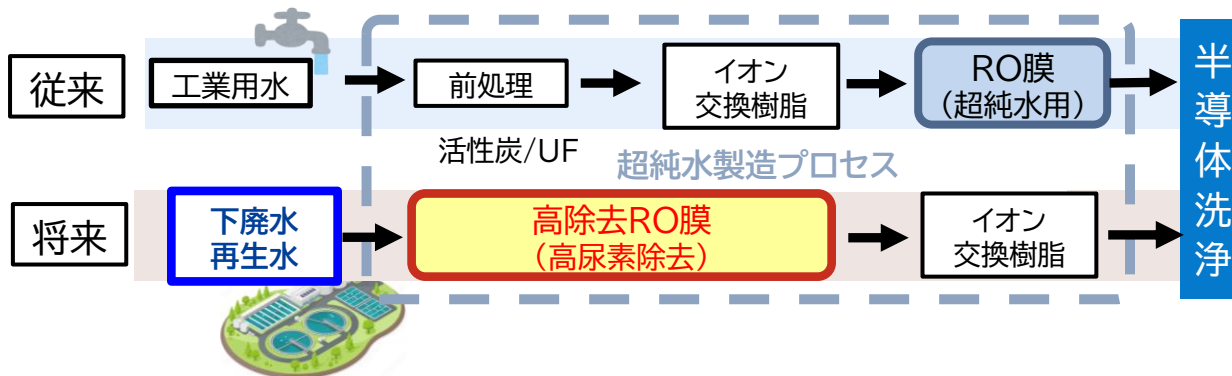 従来
工業用水
前処理
活性炭/UF
イオン
交換樹脂
RO膜
(超純水用)
超純水製造プロセス
将来
下廃水
再生水
高除去RO膜
(高尿素除去)
イオン
交換樹脂
半導体洗浄